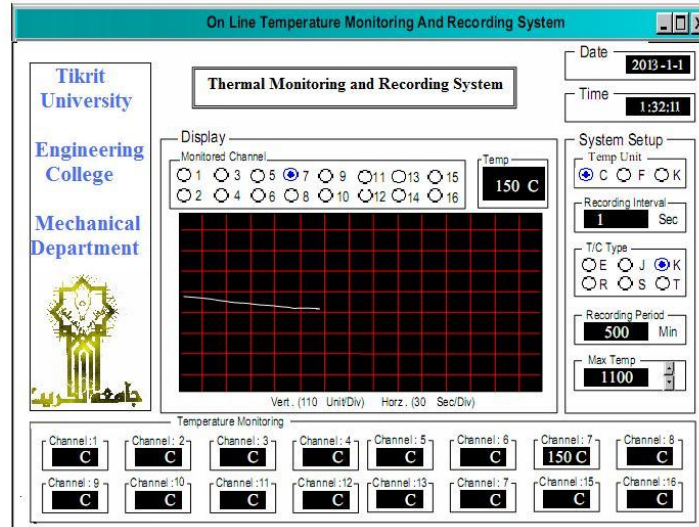 On Line Temperature Monitoring And Recording System
Tikrit
University
Engineering
College
Mechanical
Department
جامعة تكريت
Thermal Monitoring and Recording System
Date
2013-1-1
Time
1:32:11
Display
Monitored Channel
1 3 5 7 9 11 13 15
2 4 6 8 10 12 14 16
Temp
150 C
Vert . (110 Unit/Div) Horz . (30 Sec/Div)
System Setup
Temp Unit
C F K
Recording Interval
1 Sec
T/C Type
E J K
R S T
Recording Period
500 Min
Max Temp
1100
Temperature Monitoring
Channel:1 Channel: 2 Channel: 3 Channel: 4 Channel: 5 Channel: 6 Channel: 7 Channel: 8
C C C C C C 150 C C
Channel: 9 Channel:10 Channel:11 Channel:12 Channel:13 Channel: 7 Channel:15 Channel:16
C C C C C C C C